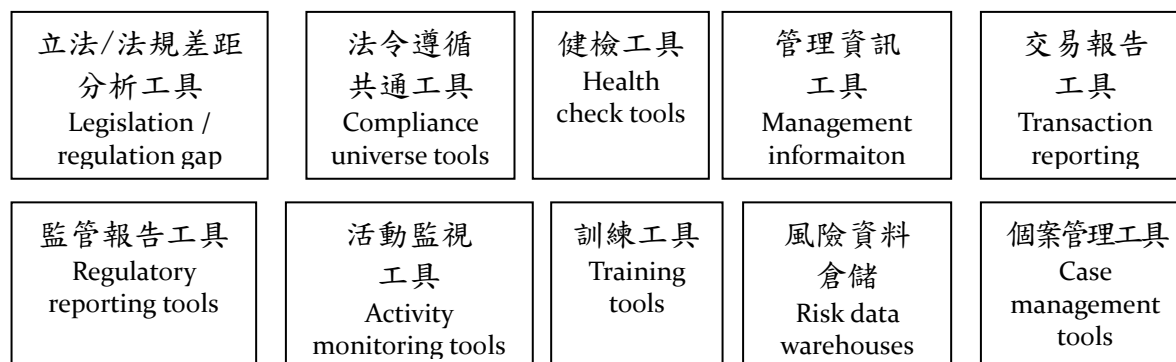 立法/法規差距
分析工具
Legislation /
regulation gap
法令遵循
共通工具
Compliance
universe tools
健檢工具
Health
check tools
管理資訊
工具
Management
informaiton
交易報告
工具
Transaction
reporting
監管報告工具
Regulatory
reporting tools
活動監視
工具
Activity
monitoring tools
訓練工具
Training
tools
風險資料
倉儲
Risk data
warehouses
個案管理工具
Case
management
tools